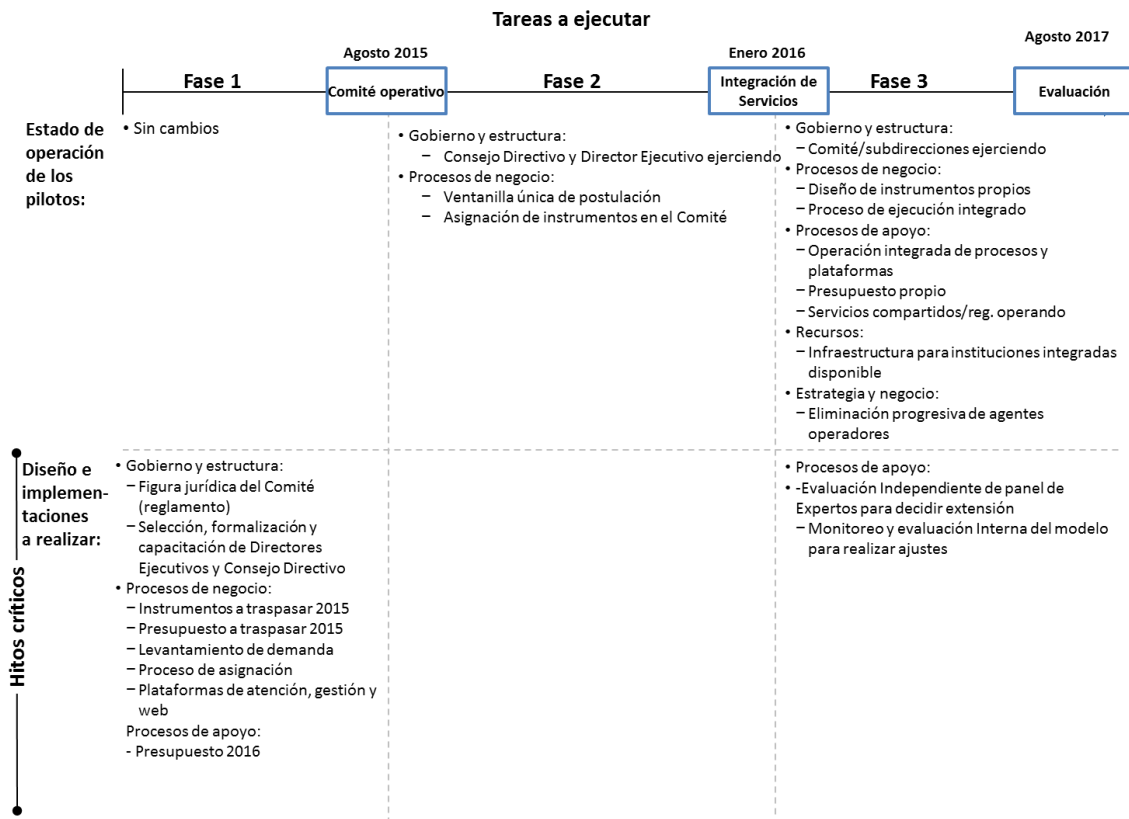 Tareas a ejecutar
Agosto 2015
Enero 2016
Agosto 2017
Fase 1
Comité operativo
Fase 2
Integración de
Servicios
Fase 3
Evaluación
Estado de
operación
de los
pilotos:
• Sin cambios
• Gobierno y estructura:
– Consejo Directivo y Director Ejecutivo ejerciendo
• Procesos de negocio:
– Ventanilla única de postulación
– Asignación de instrumentos en el Comité
• Gobierno y estructura:
– Comité/subdirecciones ejerciendo
• Procesos de negocio:
– Diseño de instrumentos propios
– Proceso de ejecución integrado
• Procesos de apoyo:
– Operación integrada de procesos y
plataformas
– Presupuesto propio
– Servicios compartidos/reg. operando
• Recursos:
– Infraestructura para instituciones integradas
disponible
• Estrategia y negocio:
– Eliminación progresiva de agentes
operadores
Hitos críticos
Diseño e
implemen-
taciones
a realizar:
• Gobierno y estructura:
– Figura jurídica del Comité
(reglamento)
– Selección, formalización y
capacitación de Directores
Ejecutivos y Consejo Directivo
• Procesos de negocio:
– Instrumentos a traspasar 2015
– Presupuesto a traspasar 2015
– Levantamiento de demanda
– Proceso de asignación
– Plataformas de atención, gestión y
web
Procesos de apoyo:
- Presupuesto 2016
• Procesos de apoyo:
• -Evaluación Independiente de panel de
Expertos para decidir extensión
– Monitoreo y evaluación Interna del modelo
para realizar ajustes